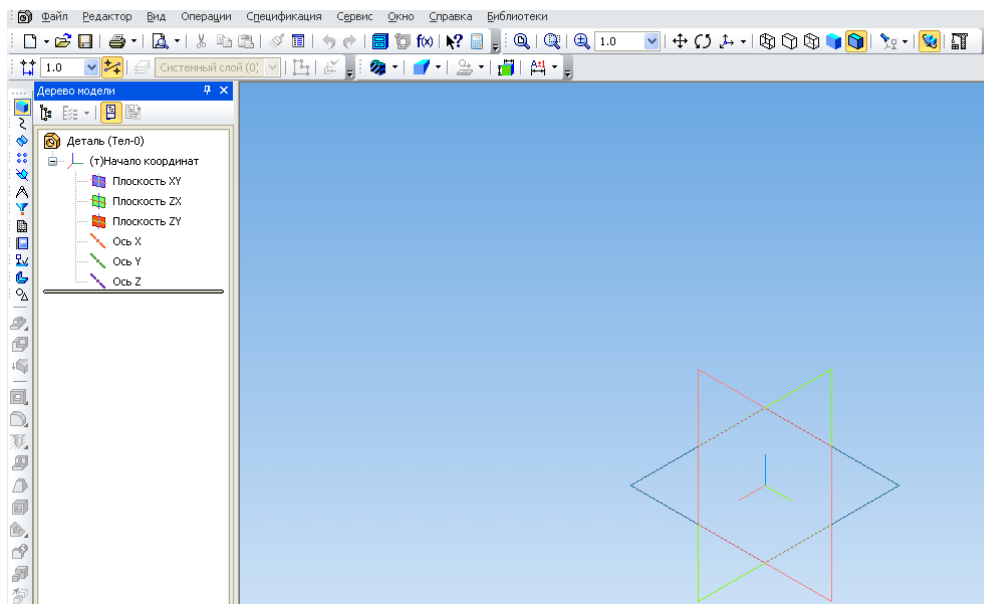 Файл Редактор Вид Операции Спецификация Сервис Окно Справка Библиотеки
f(x) 1.0
1.0 Системный слой (0)
Дерево модели
Деталь (Тел-0)
(т)Начало координат
Плоскость XY
Плоскость ZX
Плоскость ZY
Ось X
Ось Y
Ось Z